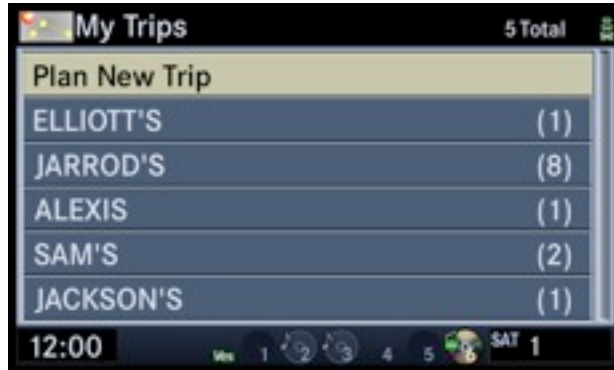 My Trips 5 Total
Plan New Trip
ELLIOTT'S (1)
JARROD'S (8)
ALEXIS (1)
SAM'S (2)
JACKSON'S (1)
12:00 Ves 1 2 3 4 5 6 SAT 1